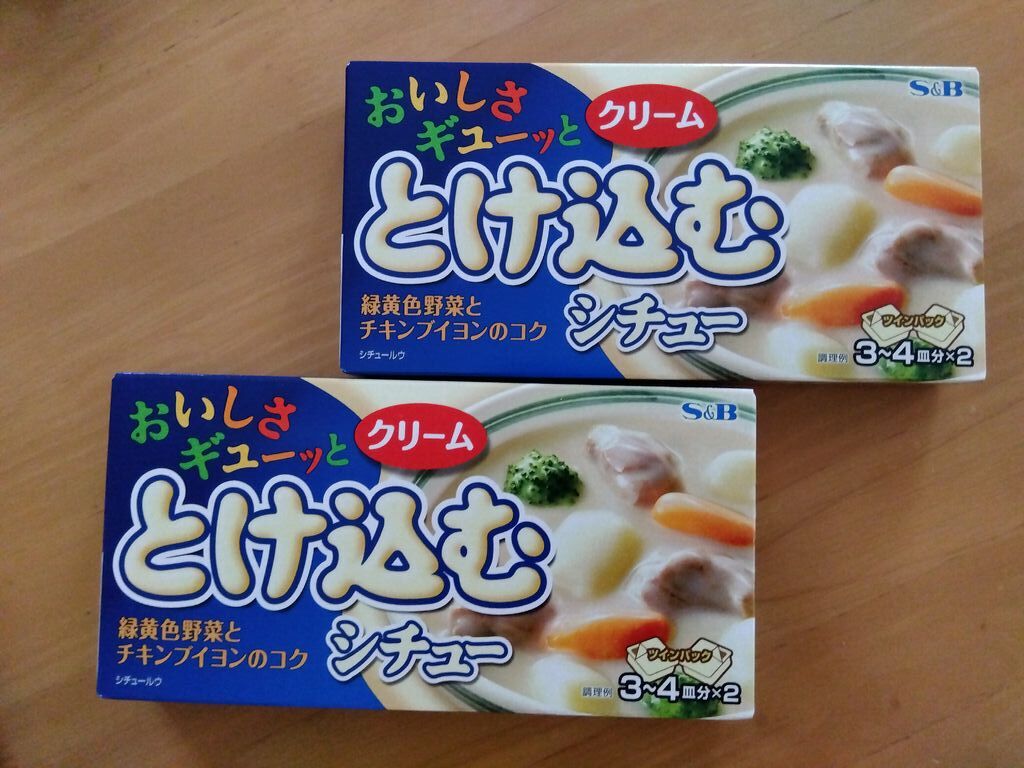 おいしさ
ギューッと
クリーム
S&B
とけ込む
シチュー
緑黄色野菜と
チキンブイヨンのコク
シチュールウ
ツインパック
調理例
3~4皿分×2
おいしさ
ギューッと
クリーム
S&B
とけ込む
シチュー
緑黄色野菜と
チキンブイヨンのコク
シチュールウ
ツインパック
調理例
3~4皿分×2